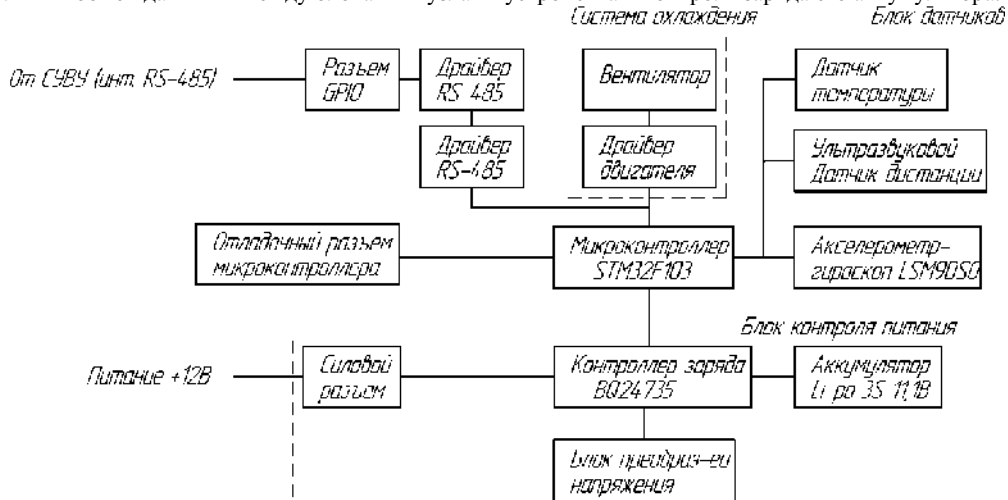 Система охлаждения
Блок датчиков
От СУВУ (инт. RS-485)
Разъем
GPIO
Драйвер
RS 485
Вентилятор
Датчик
температуры
Драйвер
RS-485
Драйвер
двигателя
Ультразвуковой
Датчик дистанции
Отладочный разъем
микроконтроллера
Микроконтроллер
STM32F103
Акселерометр-
гироскоп LSM9DS0
Блок контроля питания
Питание +12В
Силовой
разъем
Контроллер заряда
BQ24735
Аккумулятор
Li po 3S 11,1В
Блок
напряжения